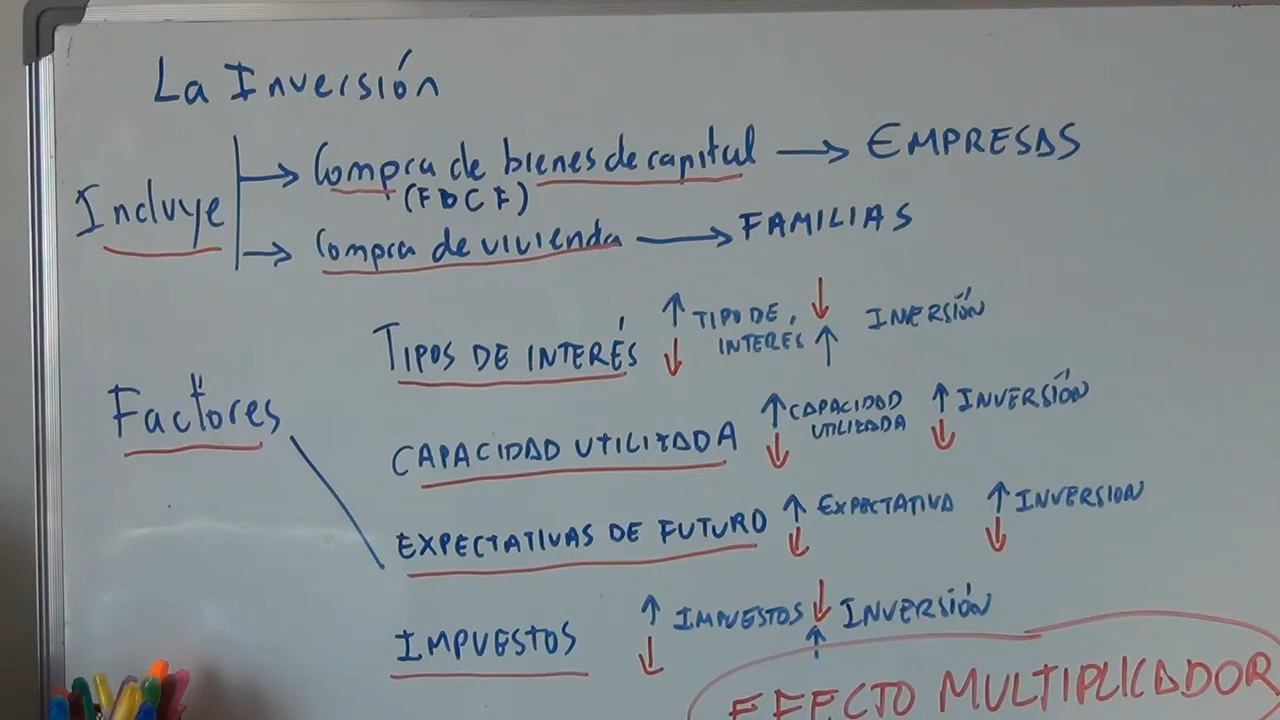 La Inversión
Incluye
→ Compra de bienes de capital → EMPRESAS
(FBCF)
→ Compra de vivienda → FAMILIAS
Factores
TIPOS DE INTERÉS ↑↓ TIPO DE INTERÉS ↓↑ INVERSIÓN
CAPACIDAD UTILIZADA ↑↓ CAPACIDAD UTILIZADA ↑↓ INVERSIÓN
EXPECTATIVAS DE FUTURO ↑↓ EXPECTATIVA ↑↓ INVERSION
IMPUESTOS ↑↓ IMPUESTOS ↓↑ INVERSIÓN
EFECTO MULTIPLICADOR